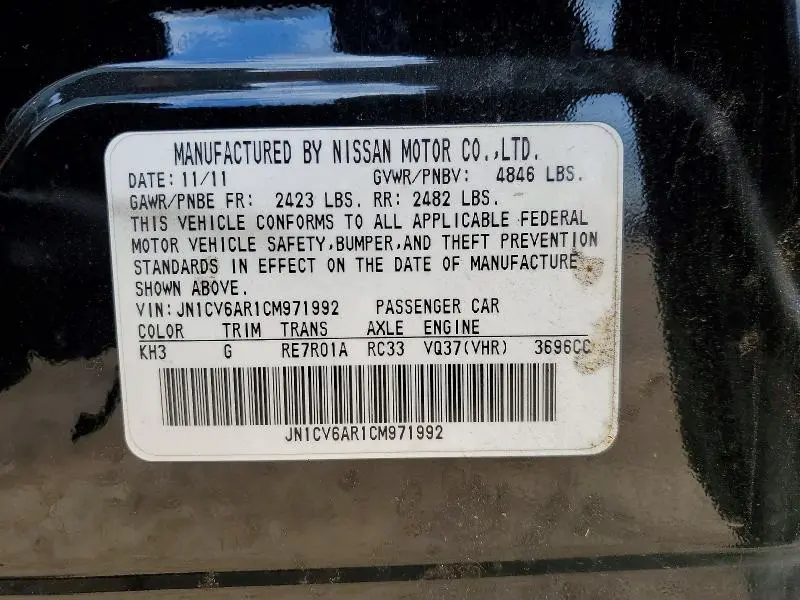 MANUFACTURED BY NISSAN MOTOR CO.,LTD.
DATE: 11/11 GVWR/PNBV: 4846 LBS.
GAWR/PNBE FR: 2423 LBS. RR: 2482 LBS.
THIS VEHICLE CONFORMS TO ALL APPLICABLE FEDERAL
MOTOR VEHICLE SAFETY,BUMPER,AND THEFT PREVENTION
STANDARDS IN EFFECT ON THE DATE OF MANUFACTURE
SHOWN ABOVE.
VIN: JN1CV6AR1CM971992 PASSENGER CAR
COLOR TRIM TRANS AXLE ENGINE
KH3 G RE7R01A RC33 VQ37(VHR) 3696CC
JN1CV6AR1CM971992